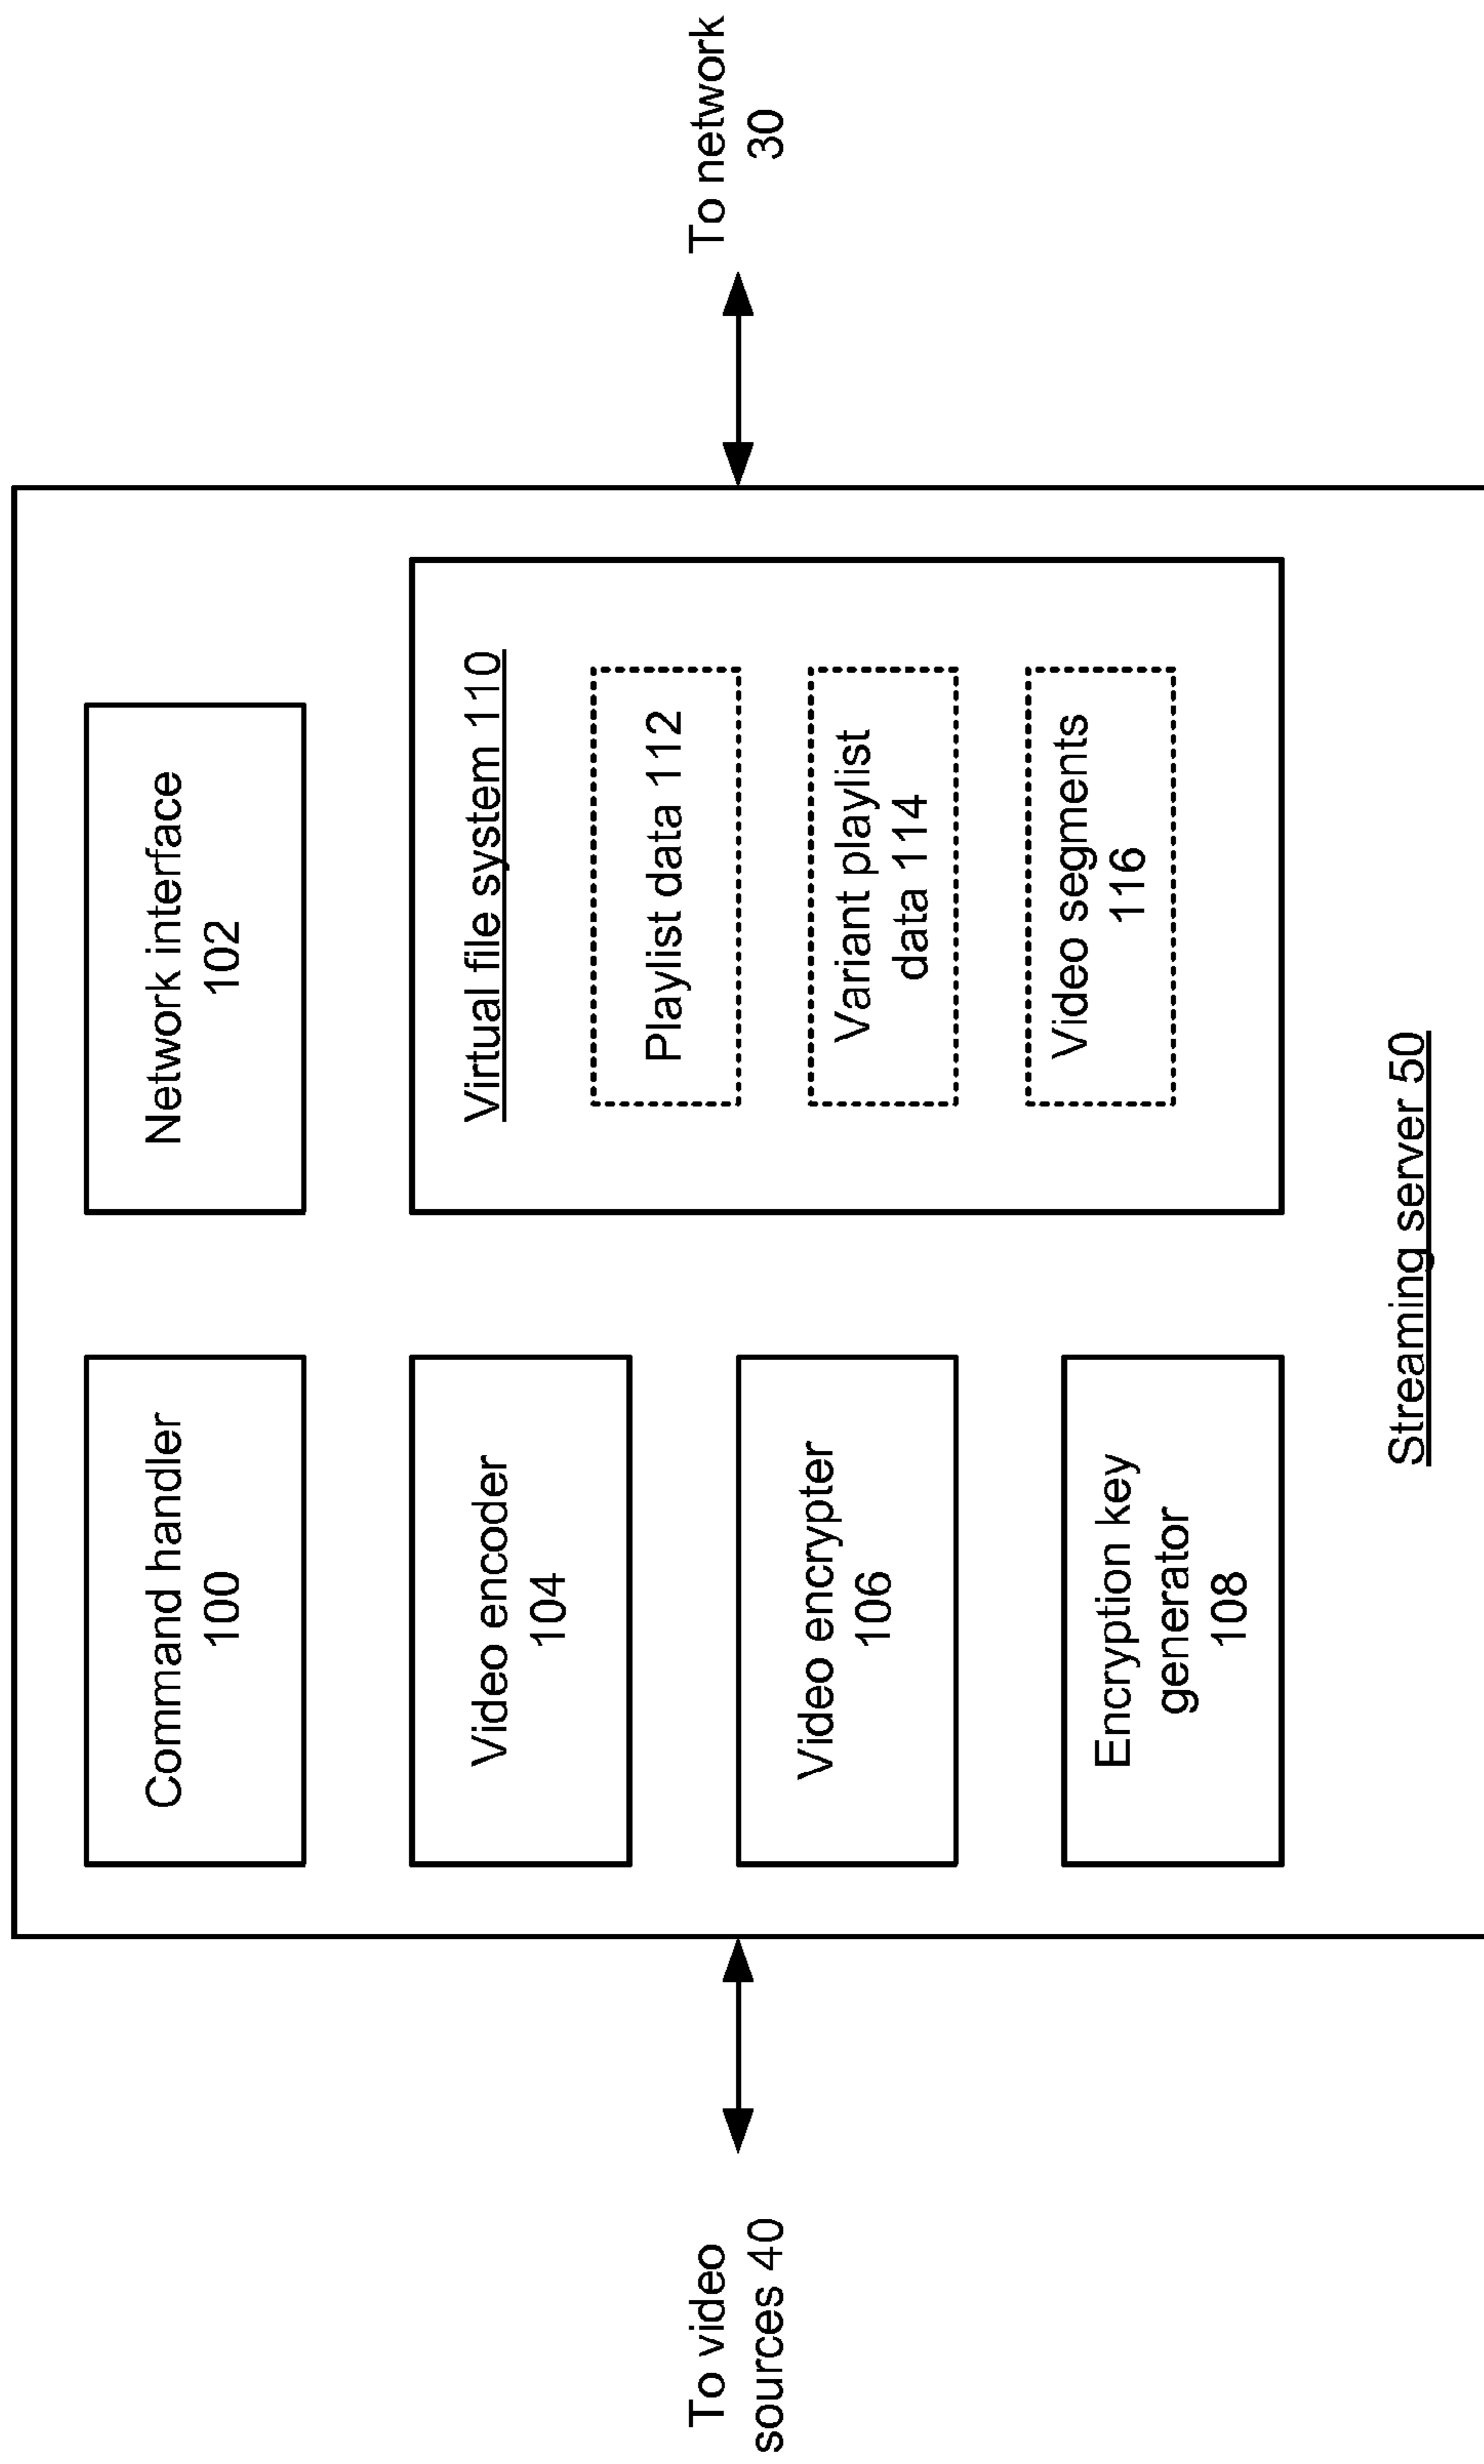 Command handler
100
Network interface
102
Video encoder
104
Video encrypter
106
Encryption key
generator
108
Virtual file system 110
Playlist data 112
Variant playlist
data 114
Video segments
116
To video
sources 40
To network
30
Streaming server 50